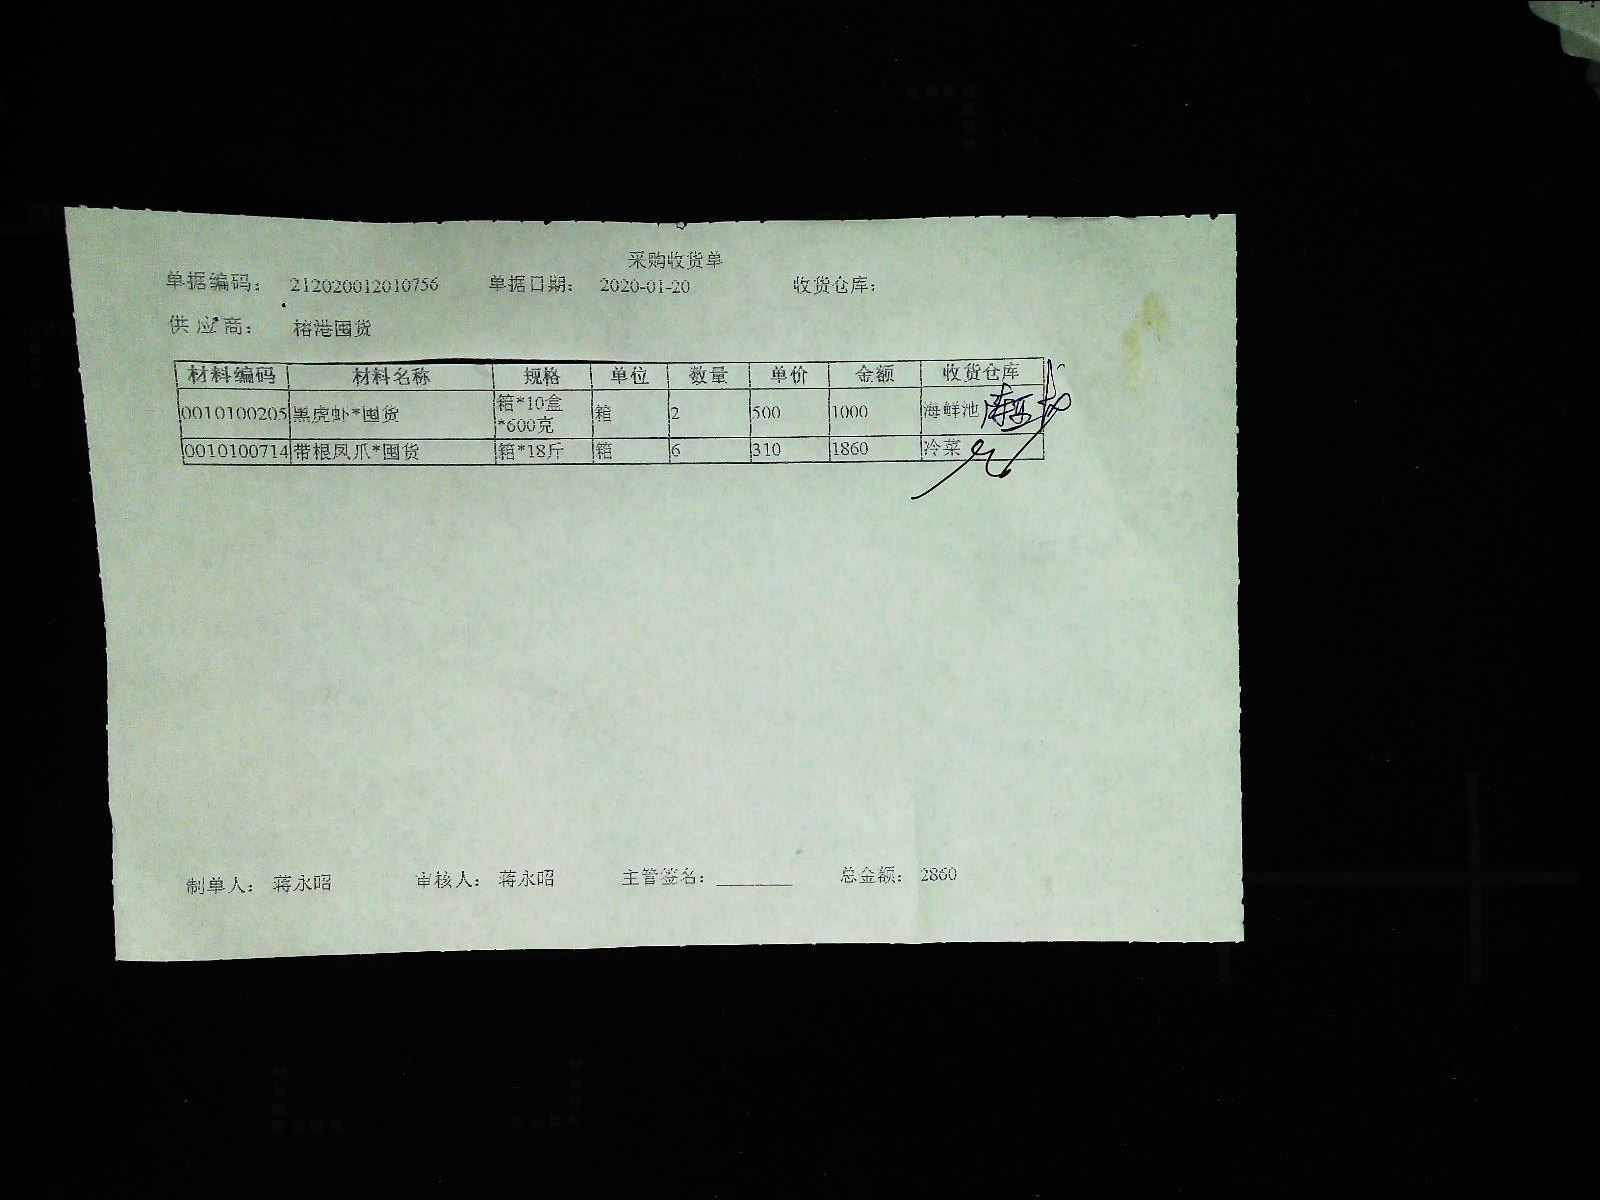 采购收货单
单据编码： 212020012010756 单据日期： 2020-01-20 收货仓库：
供应商： 榕港囤货
材料编码 材料名称 规格 单位 数量 单价 金额 收货仓库
0010100205 黑虎虾*囤货 箱*10盒*600克 箱 2 500 1000 海鲜池
0010100714 带根凤爪*囤货 箱*18斤 箱 6 310 1860 冷菜
制单人： 蒋永昭 审核人： 蒋永昭 主管签名：________ 总金额： 2860